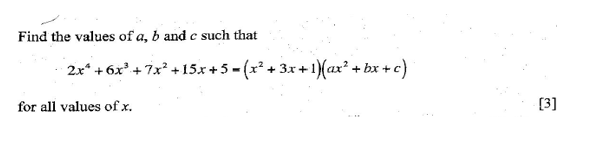 Find the values of a, b and c such that
2x⁴ + 6x³ + 7x² + 15x + 5 = (x² + 3x + 1)(ax² + bx + c)
for all values of x. [3]